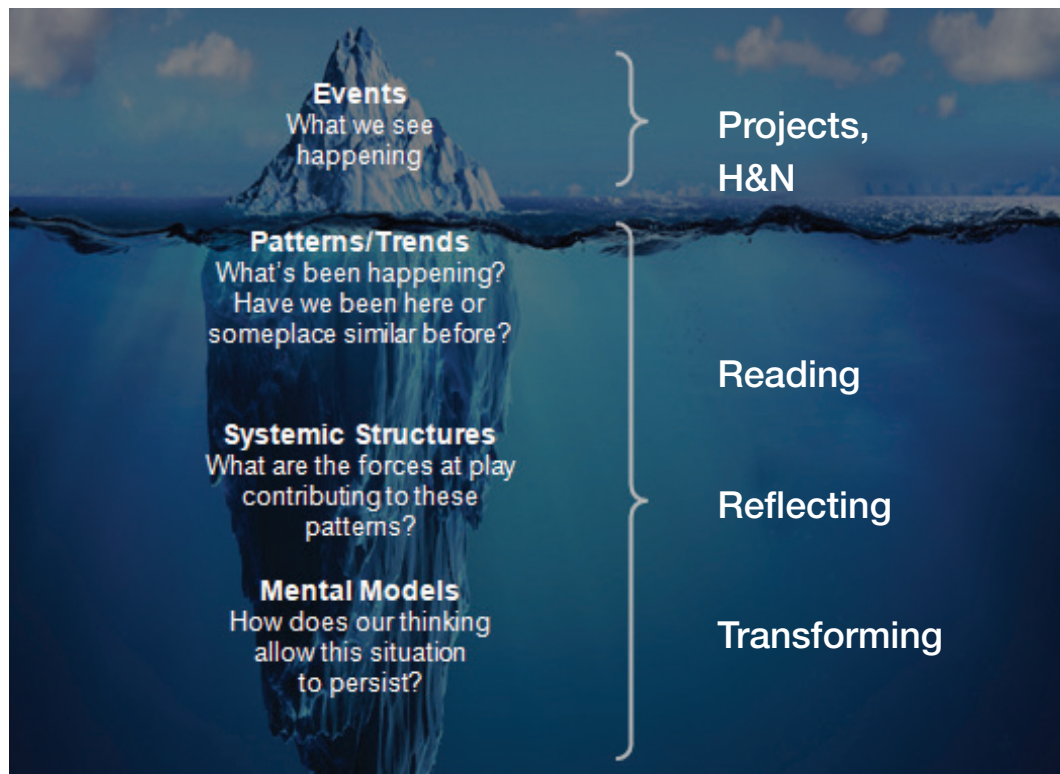 Events
What we see
happening
Projects,
H&N
Patterns/Trends
What's been happening?
Have we been here or
someplace similar before?
Reading
Systemic Structures
What are the forces at play
contributing to these
patterns?
Reflecting
Mental Models
How does our thinking
allow this situation
to persist?
Transforming